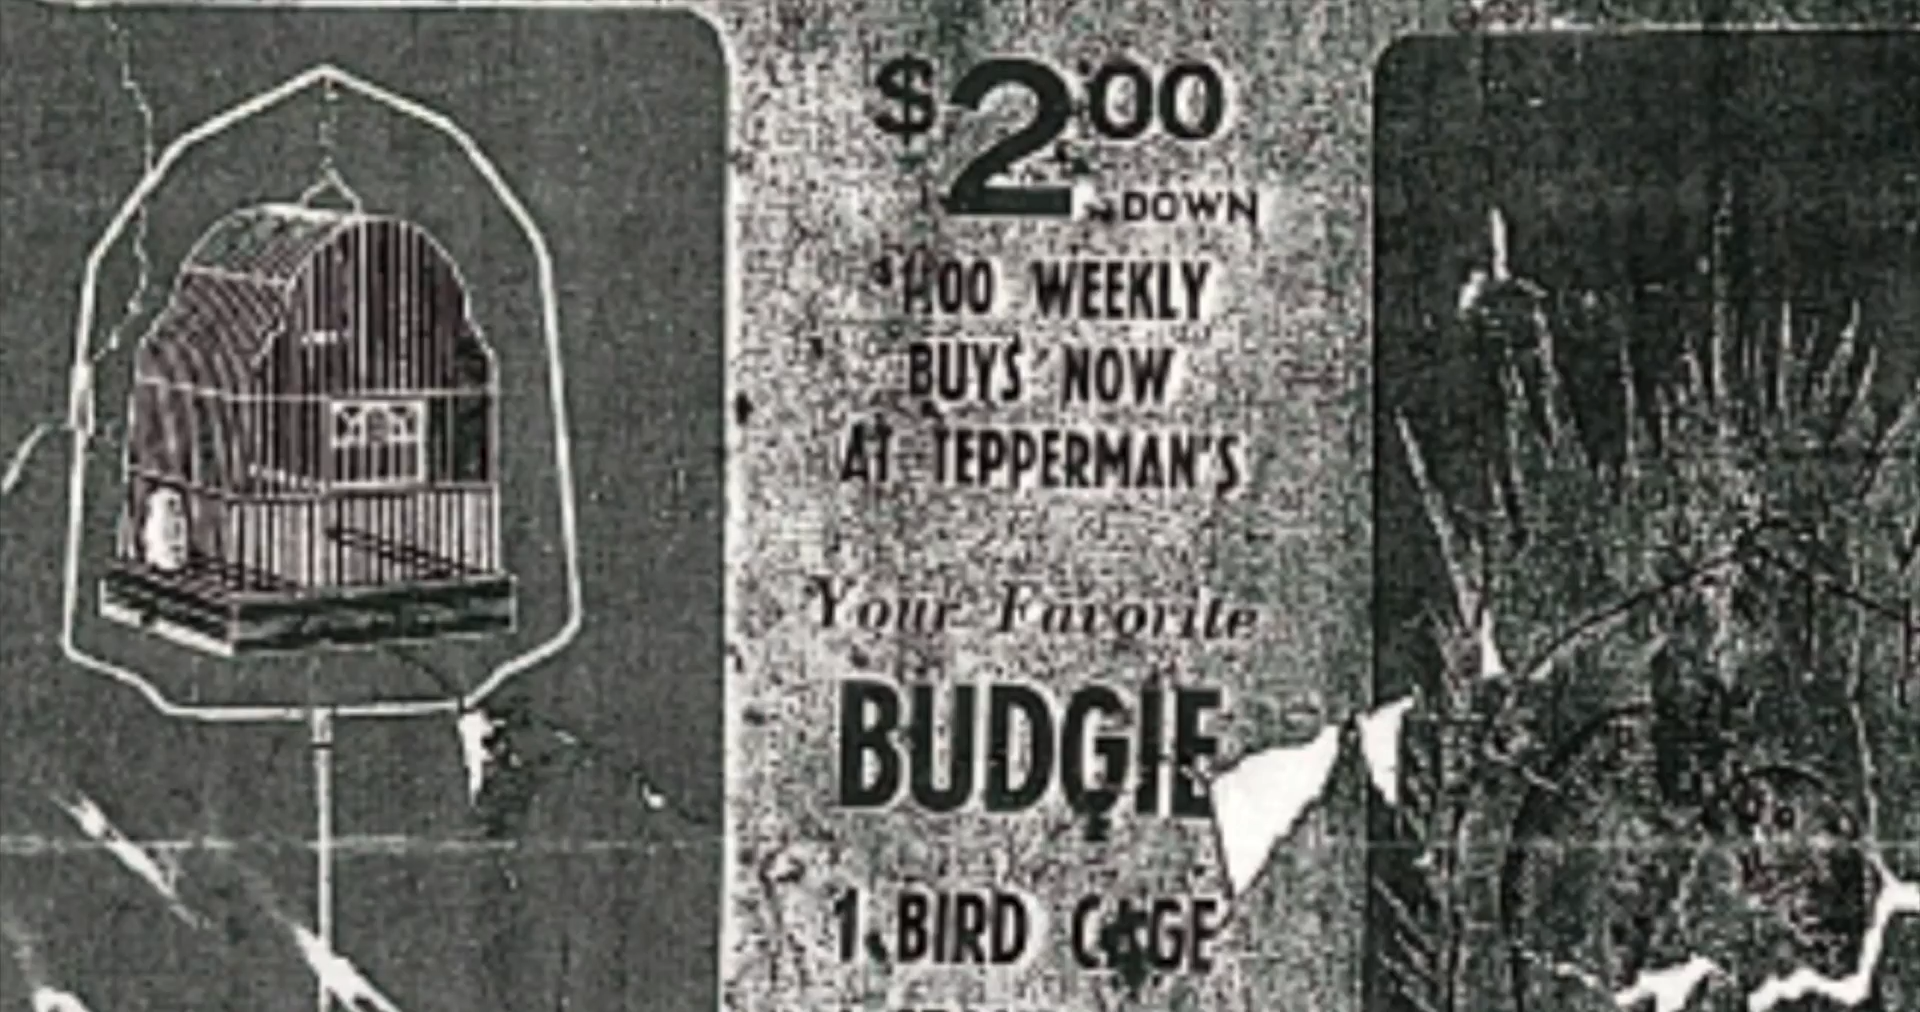 $2.00
DOWN
$1.00 WEEKLY
BUYS NOW
AT TEPPERMAN'S
Your Favorite
BUDGIE
1 BIRD CAGE